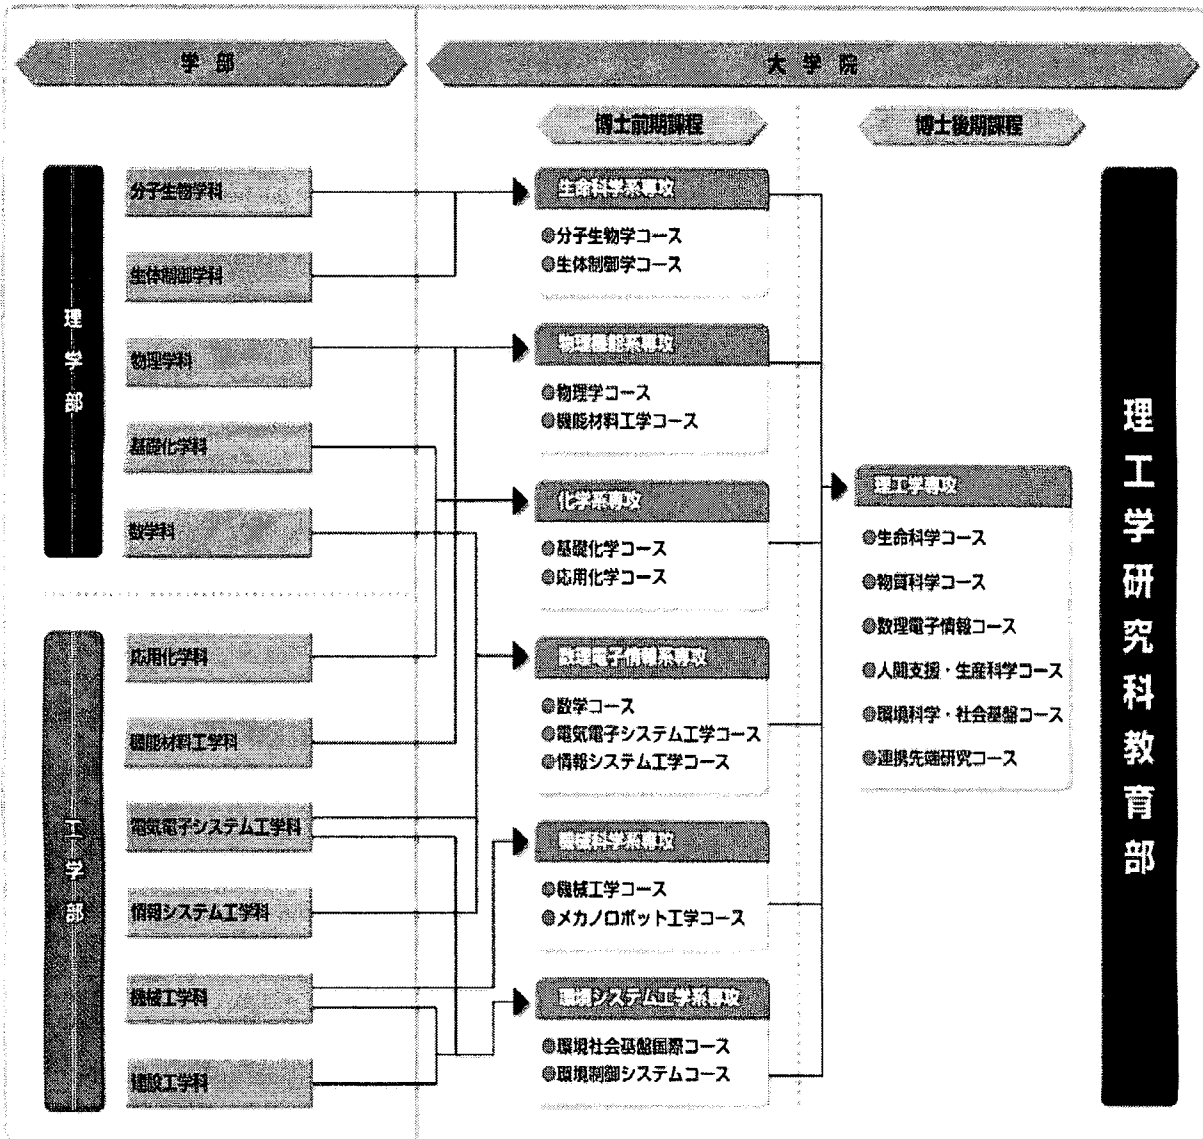 学部
大学院
博士前期課程
博士後期課程
理学部
分子生物学科
生体制御学科
物理学科
基礎化学科
数学科
工学部
応用化学科
機能材料工学科
電気電子システム工学科
情報システム工学科
機械工学科
建設工学科
生命科学系専攻
●分子生物学コース
●生体制御学コース
物理機能系専攻
●物理学コース
●機能材料工学コース
化学系専攻
●基礎化学コース
●応用化学コース
数理電子情報系専攻
●数学コース
●電気電子システム工学コース
●情報システム工学コース
機械科学系専攻
●機械工学コース
●メカノロボット工学コース
環境システム工学系専攻
●環境社会基盤国際コース
●環境制御システムコース
理工学専攻
●生命科学コース
●物質科学コース
●数理電子情報コース
●人間支援・生産科学コース
●環境科学・社会基盤コース
●連携先端研究コース
理工学研究科教育部